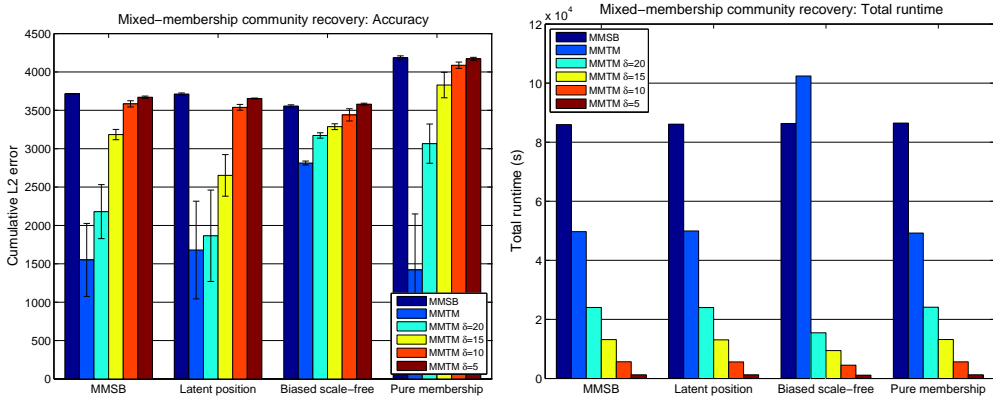 Mixed−membership community recovery: Accuracy
4500
4000
3500
3000
2500
2000
1500
1000
500
0
Cumulative L2 error
MMSB
MMTM
MMTM δ=20
MMTM δ=15
MMTM δ=10
MMTM δ=5
MMSB
Latent position
Biased scale−free
Pure membership
Mixed−membership community recovery: Total runtime
x 10^4
12
10
8
6
4
2
0
Total runtime (s)
MMSB
MMTM
MMTM δ=20
MMTM δ=15
MMTM δ=10
MMTM δ=5
MMSB
Latent position
Biased scale−free
Pure membership